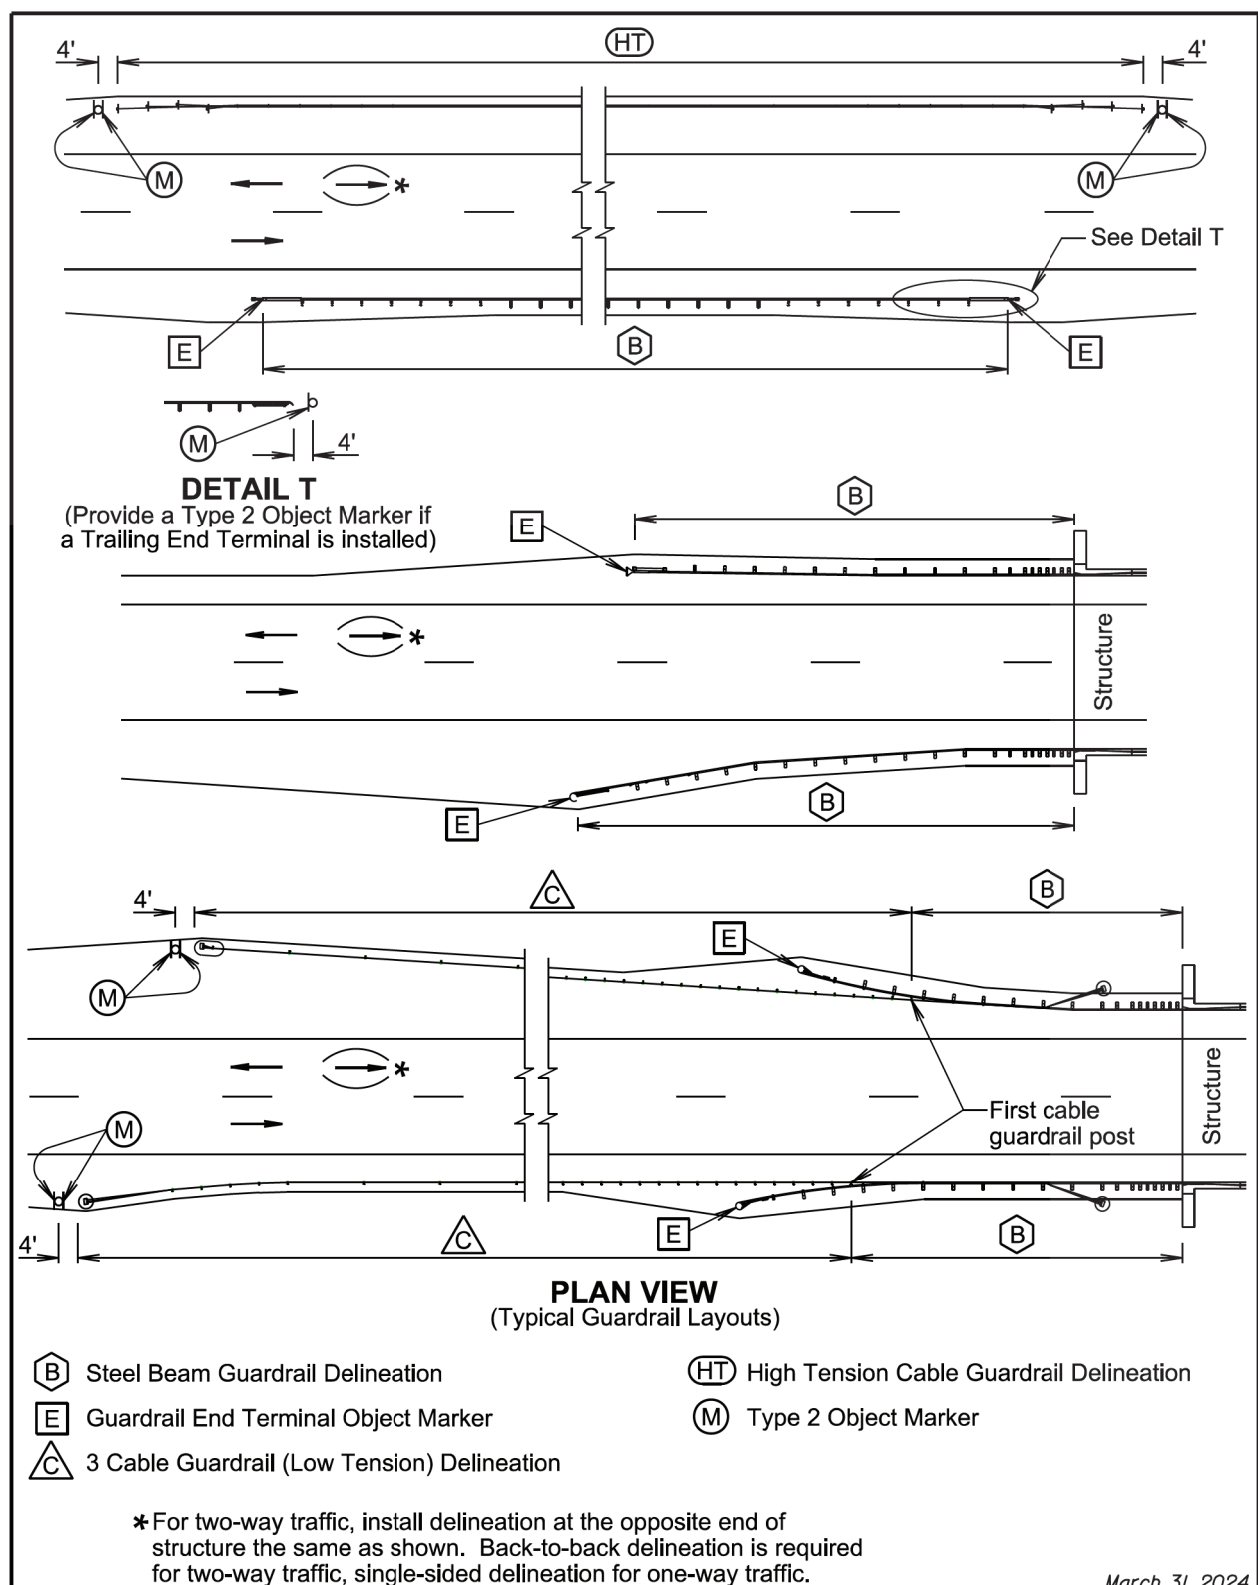 4' HT 4'
M M
*
See Detail T
E B E
M 4'
DETAIL T
(Provide a Type 2 Object Marker if
a Trailing End Terminal is installed)
B
E
*
Structure
B
E
C B
4'
E
M
*
First cable
guardrail post
Structure
M
E
4' C B
PLAN VIEW
(Typical Guardrail Layouts)
B Steel Beam Guardrail Delineation
HT High Tension Cable Guardrail Delineation
E Guardrail End Terminal Object Marker
M Type 2 Object Marker
C 3 Cable Guardrail (Low Tension) Delineation
* For two-way traffic, install delineation at the opposite end of
structure the same as shown. Back-to-back delineation is required
for two-way traffic, single-sided delineation for one-way traffic.
March 31, 2024